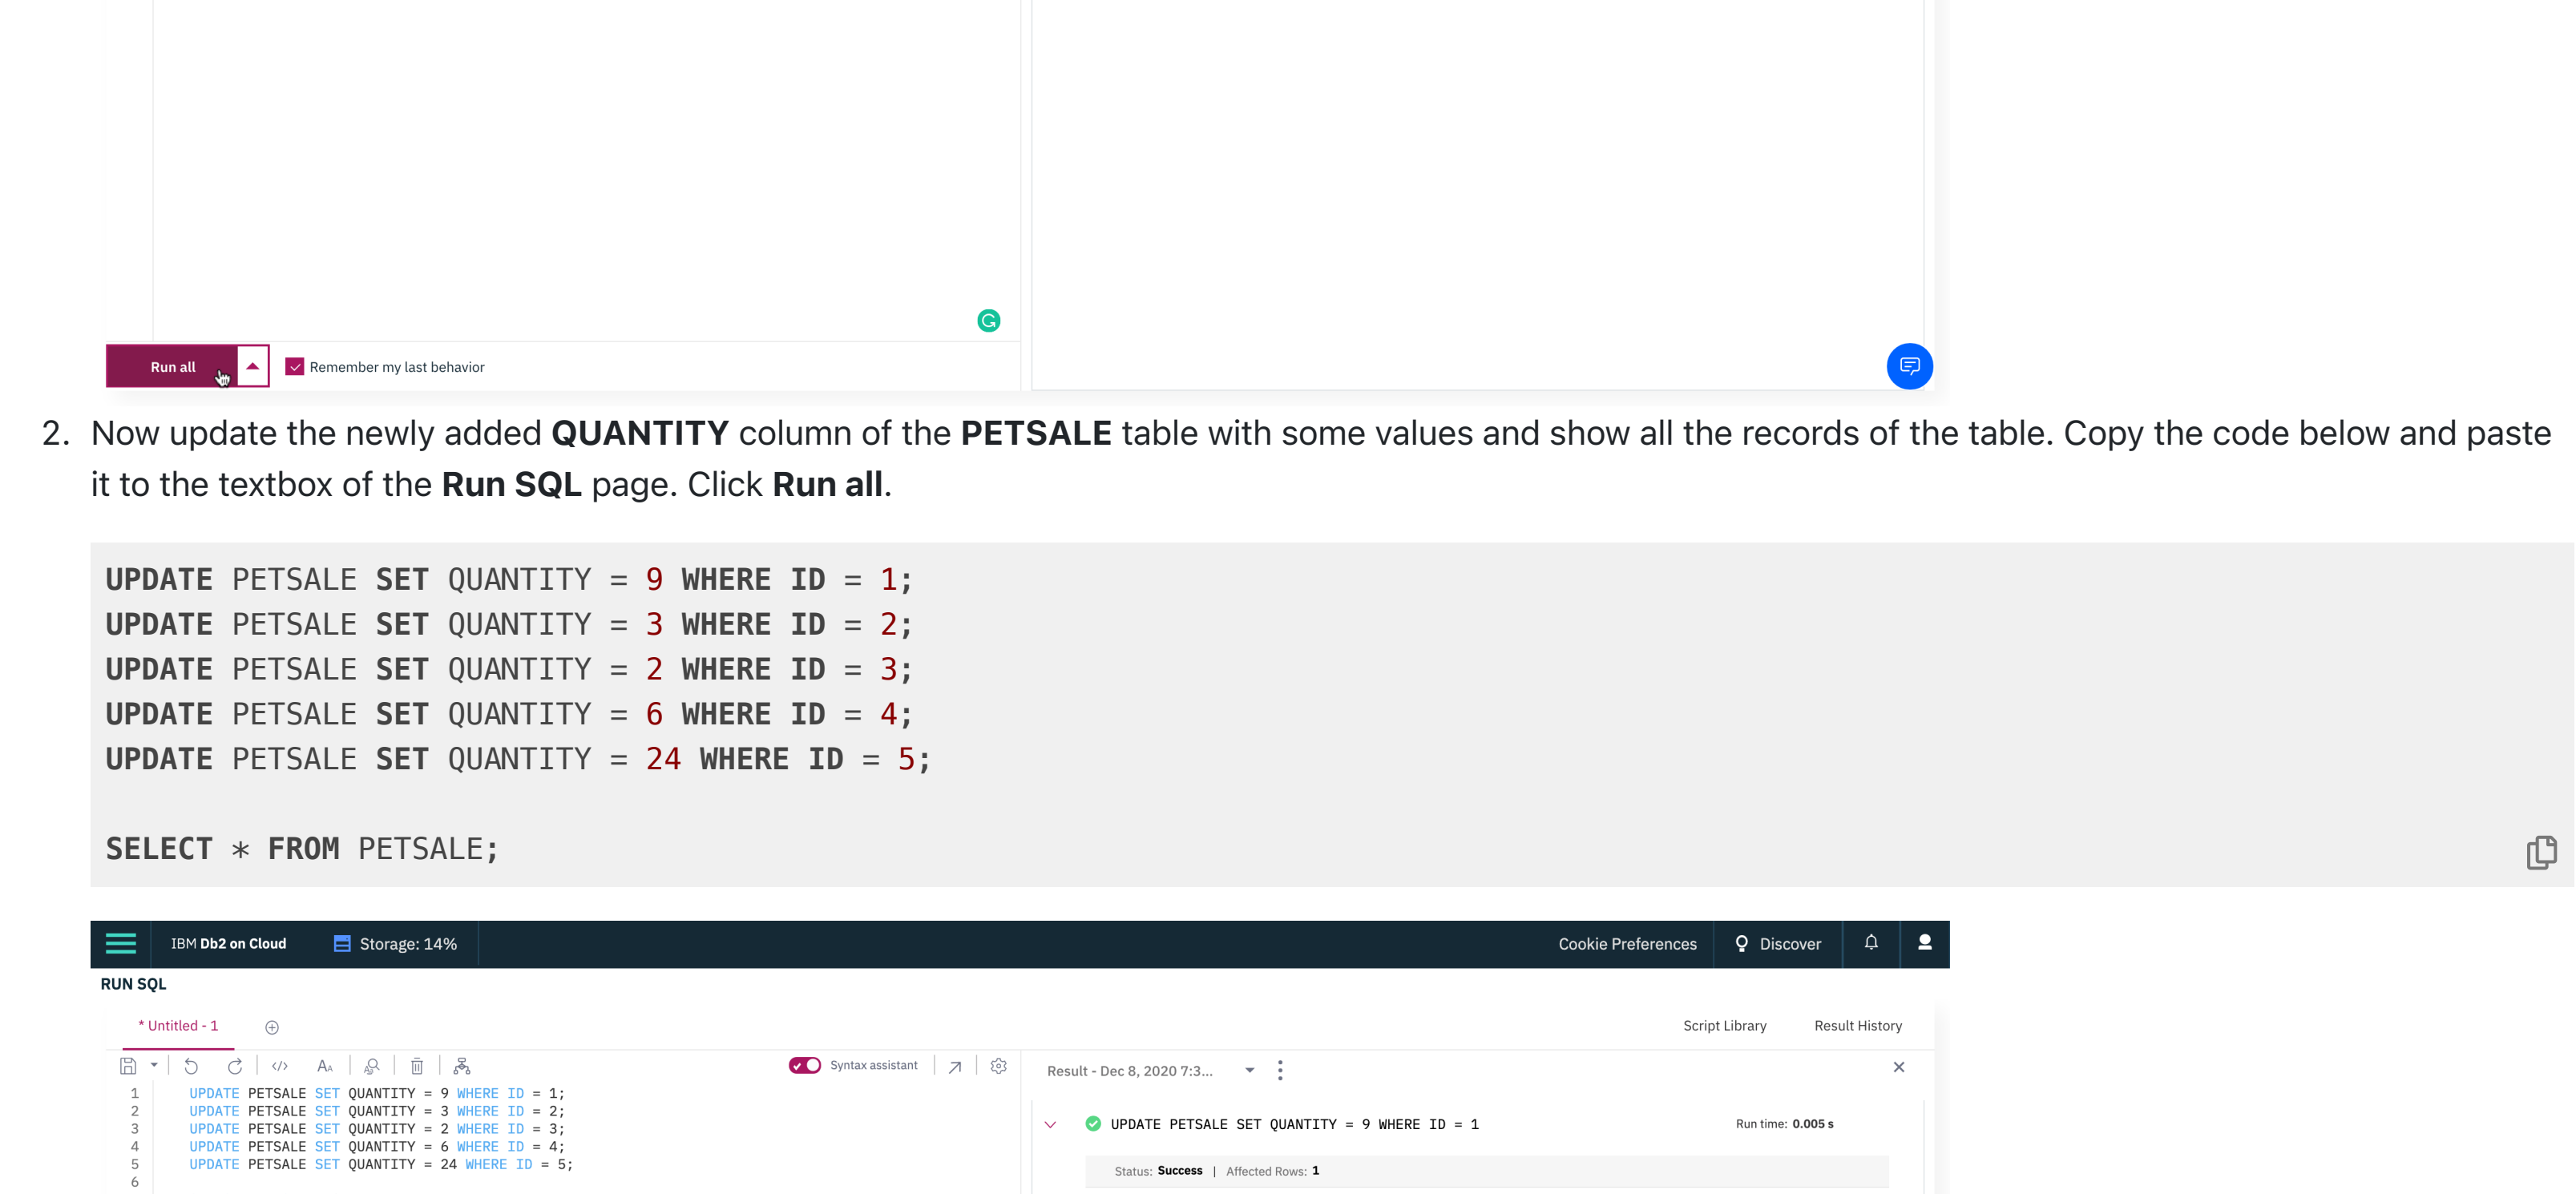 Run all
Remember my last behavior
2. Now update the newly added QUANTITY column of the PETSALE table with some values and show all the records of the table. Copy the code below and paste
it to the textbox of the Run SQL page. Click Run all.
UPDATE PETSALE SET QUANTITY = 9 WHERE ID = 1;
UPDATE PETSALE SET QUANTITY = 3 WHERE ID = 2;
UPDATE PETSALE SET QUANTITY = 2 WHERE ID = 3;
UPDATE PETSALE SET QUANTITY = 6 WHERE ID = 4;
UPDATE PETSALE SET QUANTITY = 24 WHERE ID = 5;
SELECT * FROM PETSALE;
IBM Db2 on Cloud Storage: 14% Cookie Preferences Discover
RUN SQL
* Untitled - 1 Script Library Result History
Syntax assistant
Result - Dec 8, 2020 7:3...
1 UPDATE PETSALE SET QUANTITY = 9 WHERE ID = 1;
2 UPDATE PETSALE SET QUANTITY = 3 WHERE ID = 2;
3 UPDATE PETSALE SET QUANTITY = 2 WHERE ID = 3;
4 UPDATE PETSALE SET QUANTITY = 6 WHERE ID = 4;
5 UPDATE PETSALE SET QUANTITY = 24 WHERE ID = 5;
6
UPDATE PETSALE SET QUANTITY = 9 WHERE ID = 1 Run time: 0.005 s
Status: Success | Affected Rows: 1